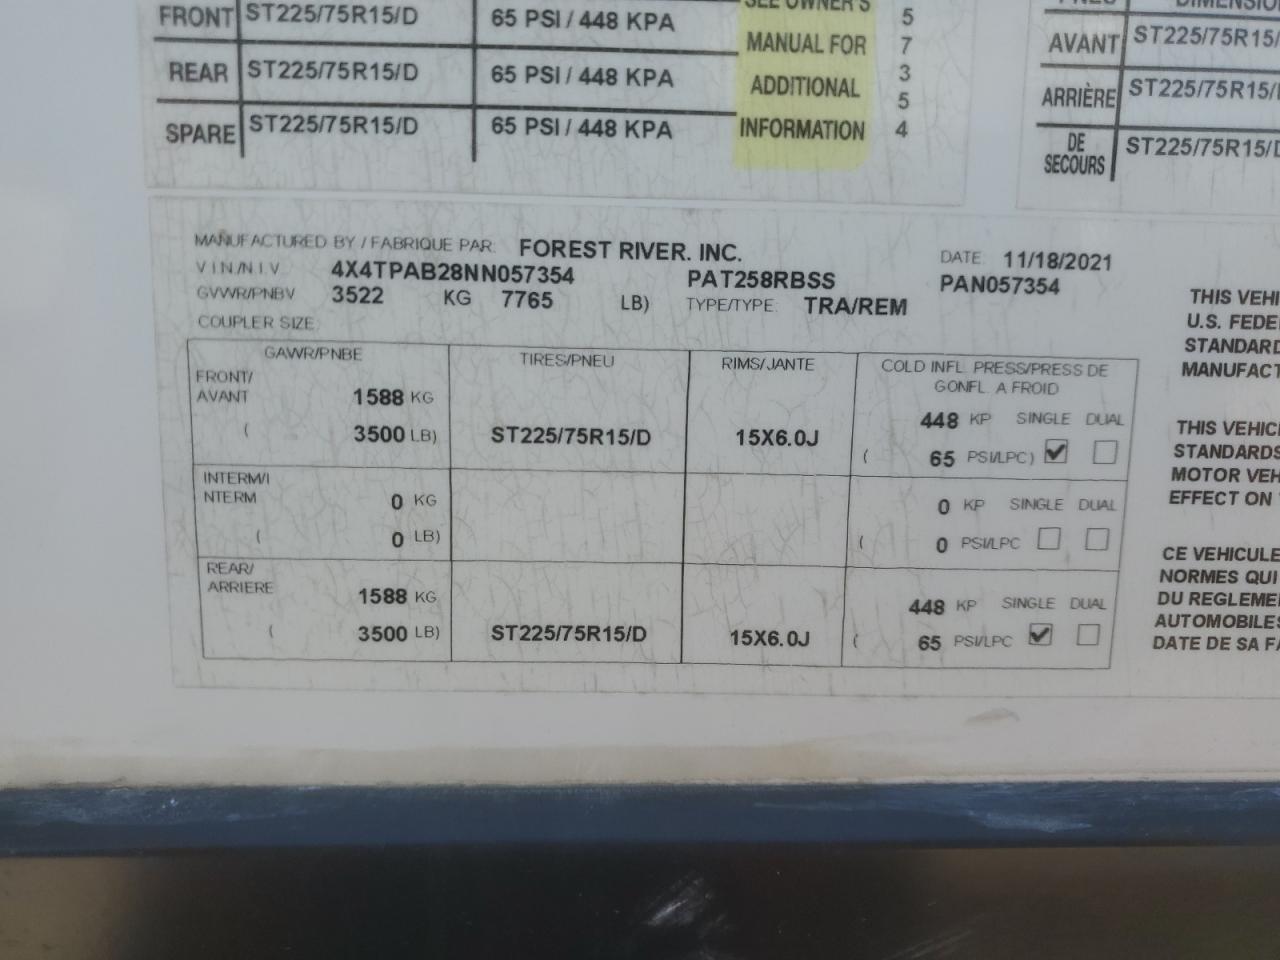 SEE OWNER'S
FRONT ST225/75R15/D 65 PSI / 448 KPA MANUAL FOR 5
REAR ST225/75R15/D 65 PSI / 448 KPA ADDITIONAL 7
3
5
SPARE ST225/75R15/D 65 PSI / 448 KPA INFORMATION 4
PNEU DIMENSION
AVANT ST225/75R15/
ARRIÈRE ST225/75R15/
DE SECOURS ST225/75R15/D
MANUFACTURED BY / FABRIQUE PAR: FOREST RIVER. INC. DATE: 11/18/2021
V I N./N.I V. 4X4TPAB28NN057354 PAT258RBSS PAN057354
GVWR/PNBV 3522 KG 7765 LB) TYPE/TYPE: TRA/REM
COUPLER SIZE:
GAWR/PNBE TIRES/PNEU RIMS/JANTE COLD INFL. PRESS/PRESS DE
GONFL. A FROID
FRONT/
AVANT 1588 KG 448 KP SINGLE DUAL
( 3500 LB) ST225/75R15/D 15X6.0J ( 65 PSI/LPC)
INTERM/I
NTERM 0 KG 0 KP SINGLE DUAL
( 0 LB) ( 0 PSI/LPC
REAR/
ARRIERE 1588 KG 448 KP SINGLE DUAL
( 3500 LB) ST225/75R15/D 15X6.0J ( 65 PSI/LPC
THIS VEHI
U.S. FEDE
STANDARD
MANUFACT
THIS VEHIC
STANDARDS
MOTOR VEH
EFFECT ON
CE VEHICULE
NORMES QUI
DU REGLEME
AUTOMOBILES
DATE DE SA FA